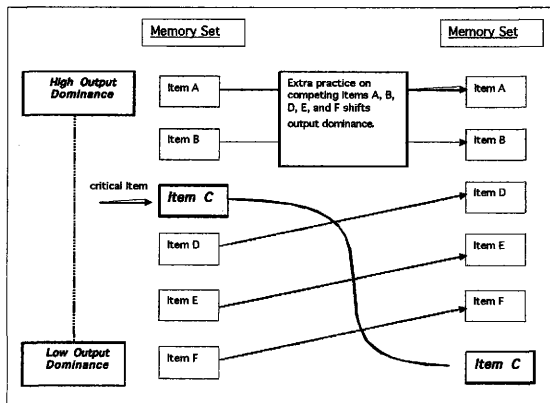 Memory Set
Memory Set
High Output
Dominance
Item A
Extra practice on
competing Items A, B,
D, E, and F shifts
output dominance.
Item A
Item B
Item B
critical Item
Item C
Item D
Item D
Item E
Item E
Item F
Low Output
Dominance
Item F
Item C